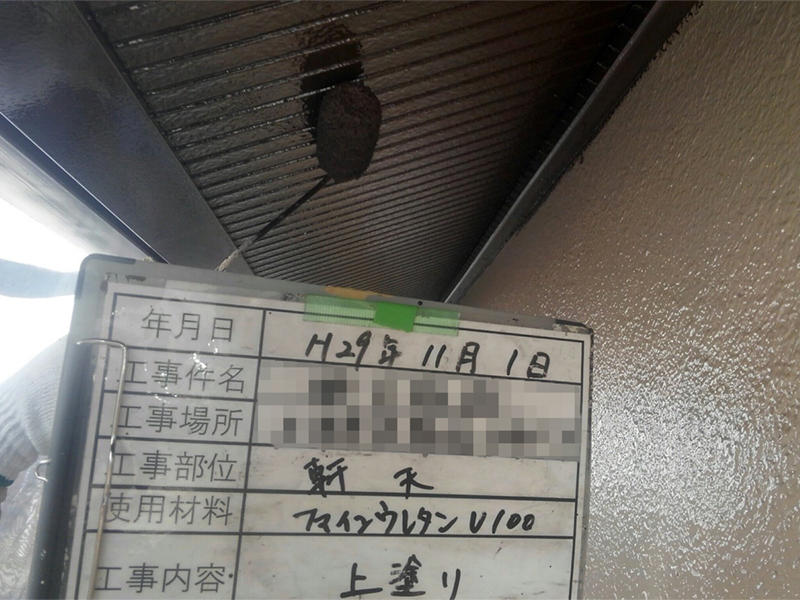 年月日 H29年 11月 1日
工事件名
工事場所
工事部位 軒天
使用材料 ファインウレタンU100
工事内容 上塗り